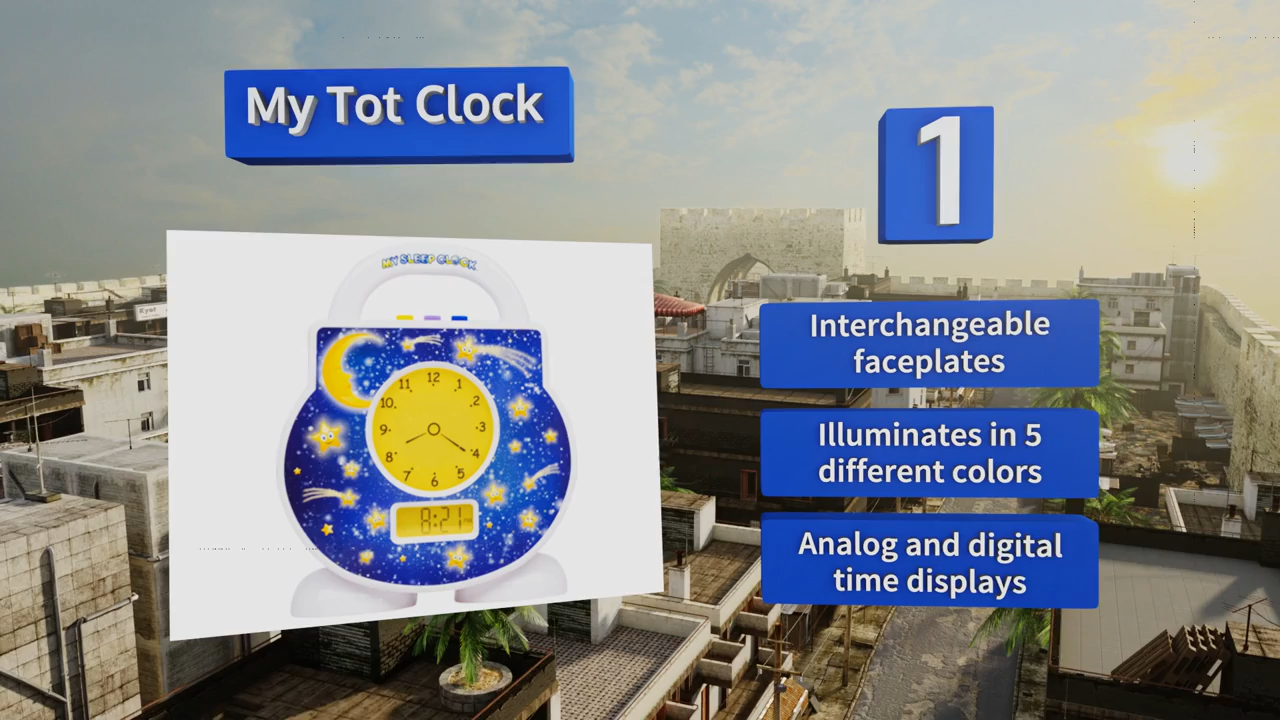 My Tot Clock
1
MY SLEEP CLOCK
12
11
1
10
2
9
3
8
4
7
5
6
8:21
Interchangeable
faceplates
Illuminates in 5
different colors
Analog and digital
time displays